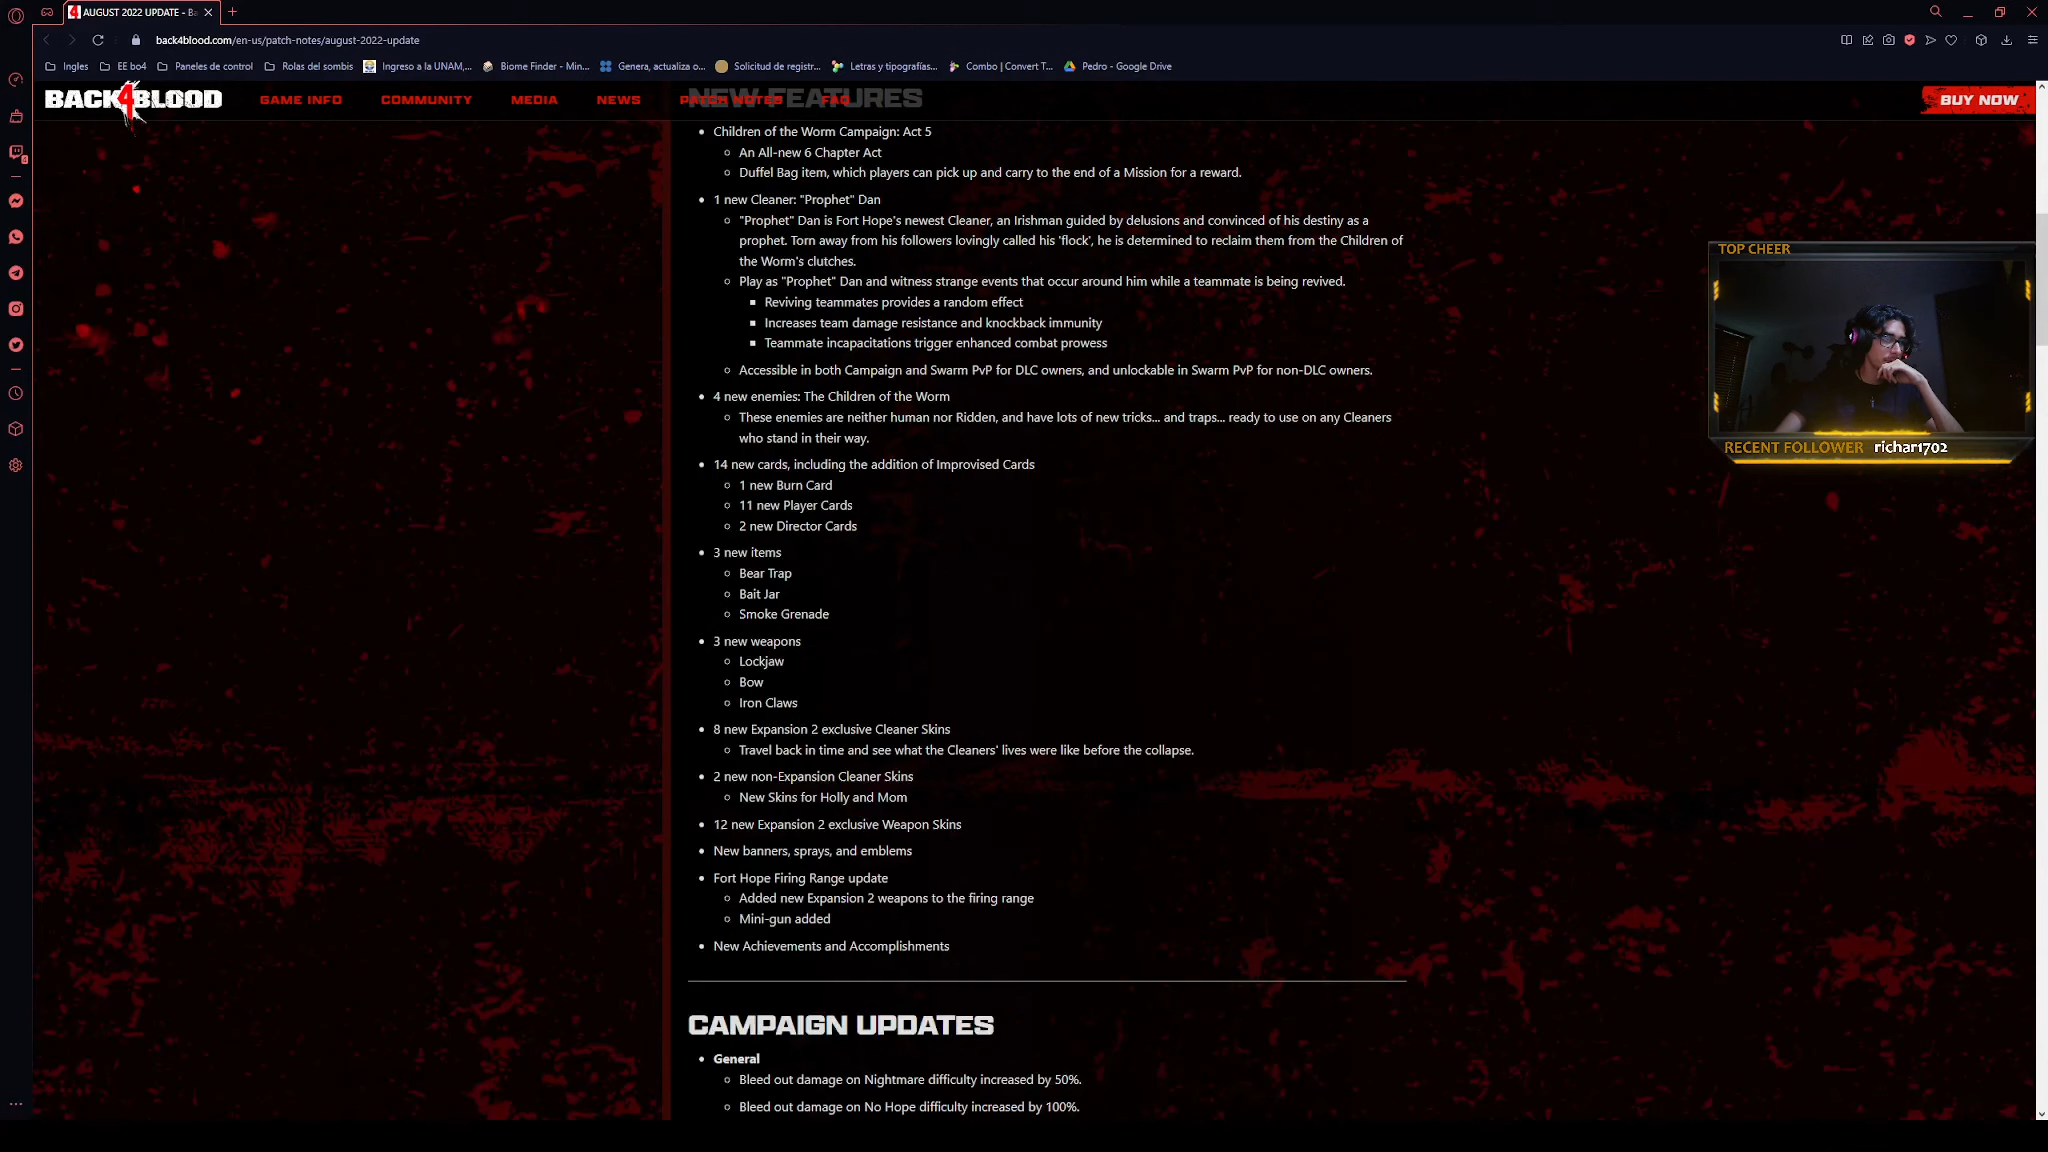 AUGUST 2022 UPDATE - Ba
back4blood.com/en-us/patch-notes/august-2022-update
Ingles EE bo4 Paneles de control Rolas del sombis Ingreso a la UNAM,... Biome Finder - Min... Genera, actualiza o... Solicitud de registr... Letras y tipografías... Combo | Convert T... Pedro - Google Drive
BACK 4 BLOOD GAME INFO COMMUNITY MEDIA NEWS PATCH NOTES FAQ BUY NOW
NEW FEATURES
• Children of the Worm Campaign: Act 5
○ An All-new 6 Chapter Act
○ Duffel Bag item, which players can pick up and carry to the end of a Mission for a reward.
• 1 new Cleaner: "Prophet" Dan
○ "Prophet" Dan is Fort Hope's newest Cleaner, an Irishman guided by delusions and convinced of his destiny as a
prophet. Torn away from his followers lovingly called his 'flock', he is determined to reclaim them from the Children of
the Worm's clutches.
○ Play as "Prophet" Dan and witness strange events that occur around him while a teammate is being revived.
▪ Reviving teammates provides a random effect
▪ Increases team damage resistance and knockback immunity
▪ Teammate incapacitations trigger enhanced combat prowess
○ Accessible in both Campaign and Swarm PvP for DLC owners, and unlockable in Swarm PvP for non-DLC owners.
• 4 new enemies: The Children of the Worm
○ These enemies are neither human nor Ridden, and have lots of new tricks... and traps... ready to use on any Cleaners
who stand in their way.
• 14 new cards, including the addition of Improvised Cards
○ 1 new Burn Card
○ 11 new Player Cards
○ 2 new Director Cards
• 3 new items
○ Bear Trap
○ Bait Jar
○ Smoke Grenade
• 3 new weapons
○ Lockjaw
○ Bow
○ Iron Claws
• 8 new Expansion 2 exclusive Cleaner Skins
○ Travel back in time and see what the Cleaners' lives were like before the collapse.
• 2 new non-Expansion Cleaner Skins
○ New Skins for Holly and Mom
• 12 new Expansion 2 exclusive Weapon Skins
• New banners, sprays, and emblems
• Fort Hope Firing Range update
○ Added new Expansion 2 weapons to the firing range
○ Mini-gun added
• New Achievements and Accomplishments
CAMPAIGN UPDATES
• General
○ Bleed out damage on Nightmare difficulty increased by 50%.
○ Bleed out damage on No Hope difficulty increased by 100%.
TOP CHEER
RECENT FOLLOWER richar1702